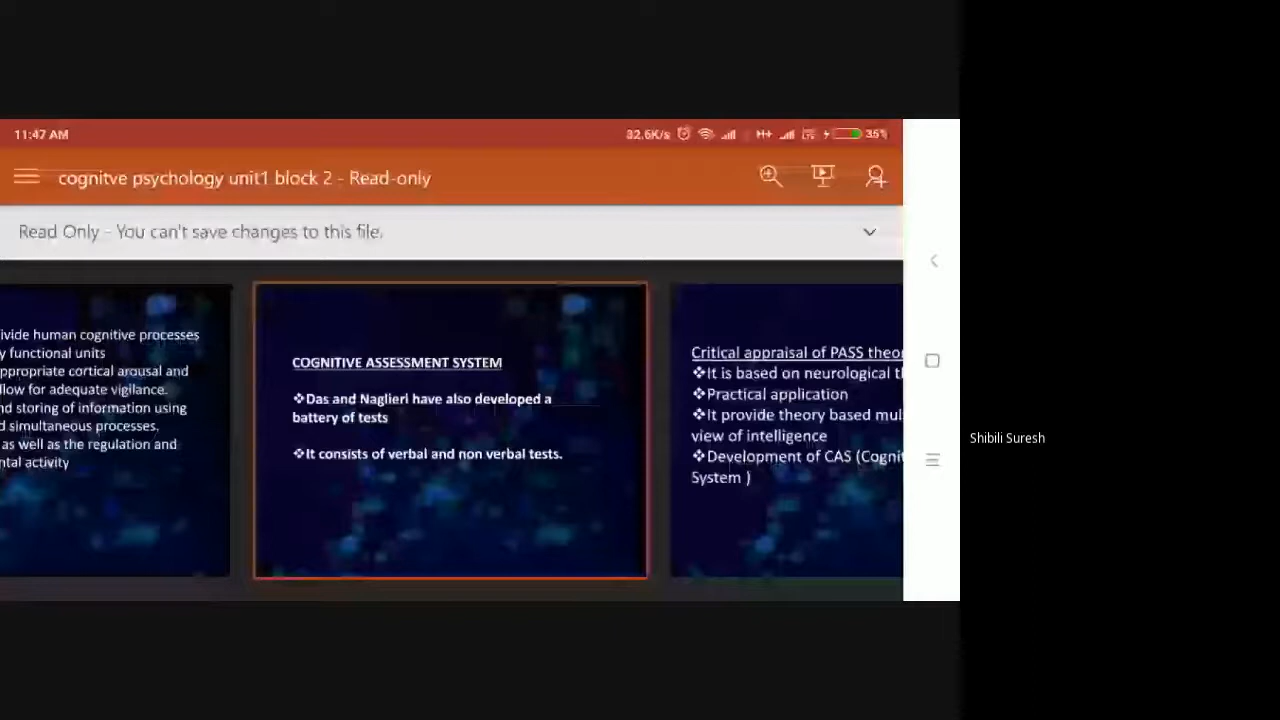 11:47 AM
32.6K/s
H+
35%
cognitve psychology unit1 block 2 - Read-only
Read Only - You can't save changes to this file.
ivide human cognitive processes
y functional units
ppropriate cortical arousal and
llow for adequate vigilance.
nd storing of information using
d simultaneous processes.
as well as the regulation and
ntal activity
COGNITIVE ASSESSMENT SYSTEM
❖Das and Naglieri have also developed a
battery of tests
❖It consists of verbal and non verbal tests.
Critical appraisal of PASS theor
❖It is based on neurological t
❖Practical application
❖It provide theory based mul
view of intelligence
❖Development of CAS (Cognit
System )
Shibili Suresh